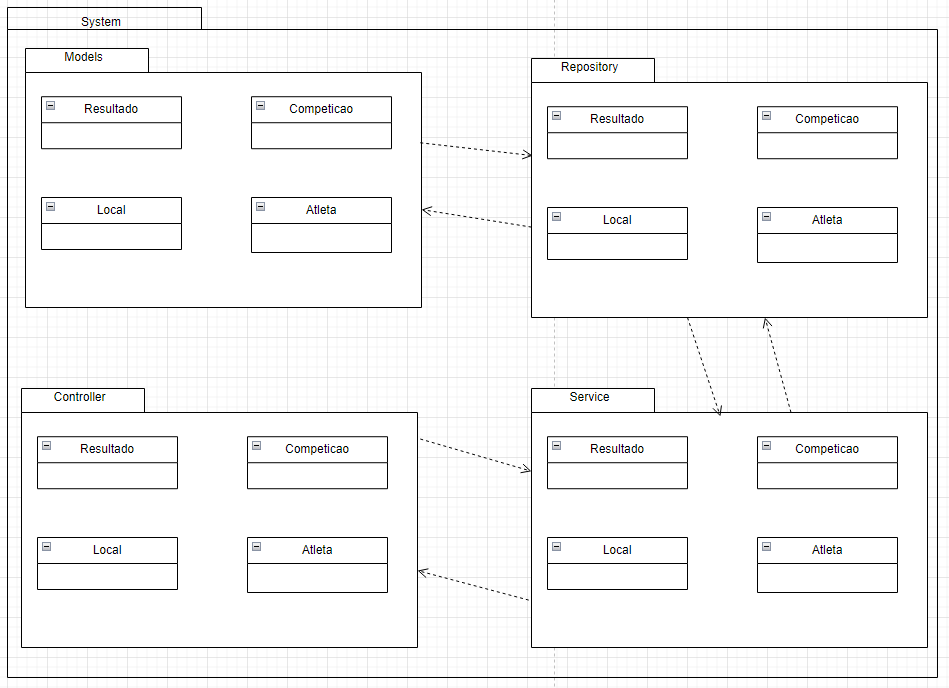 System
Models
Resultado
Competicao
Local
Atleta
Repository
Resultado
Competicao
Local
Atleta
Controller
Resultado
Competicao
Local
Atleta
Service
Resultado
Competicao
Local
Atleta